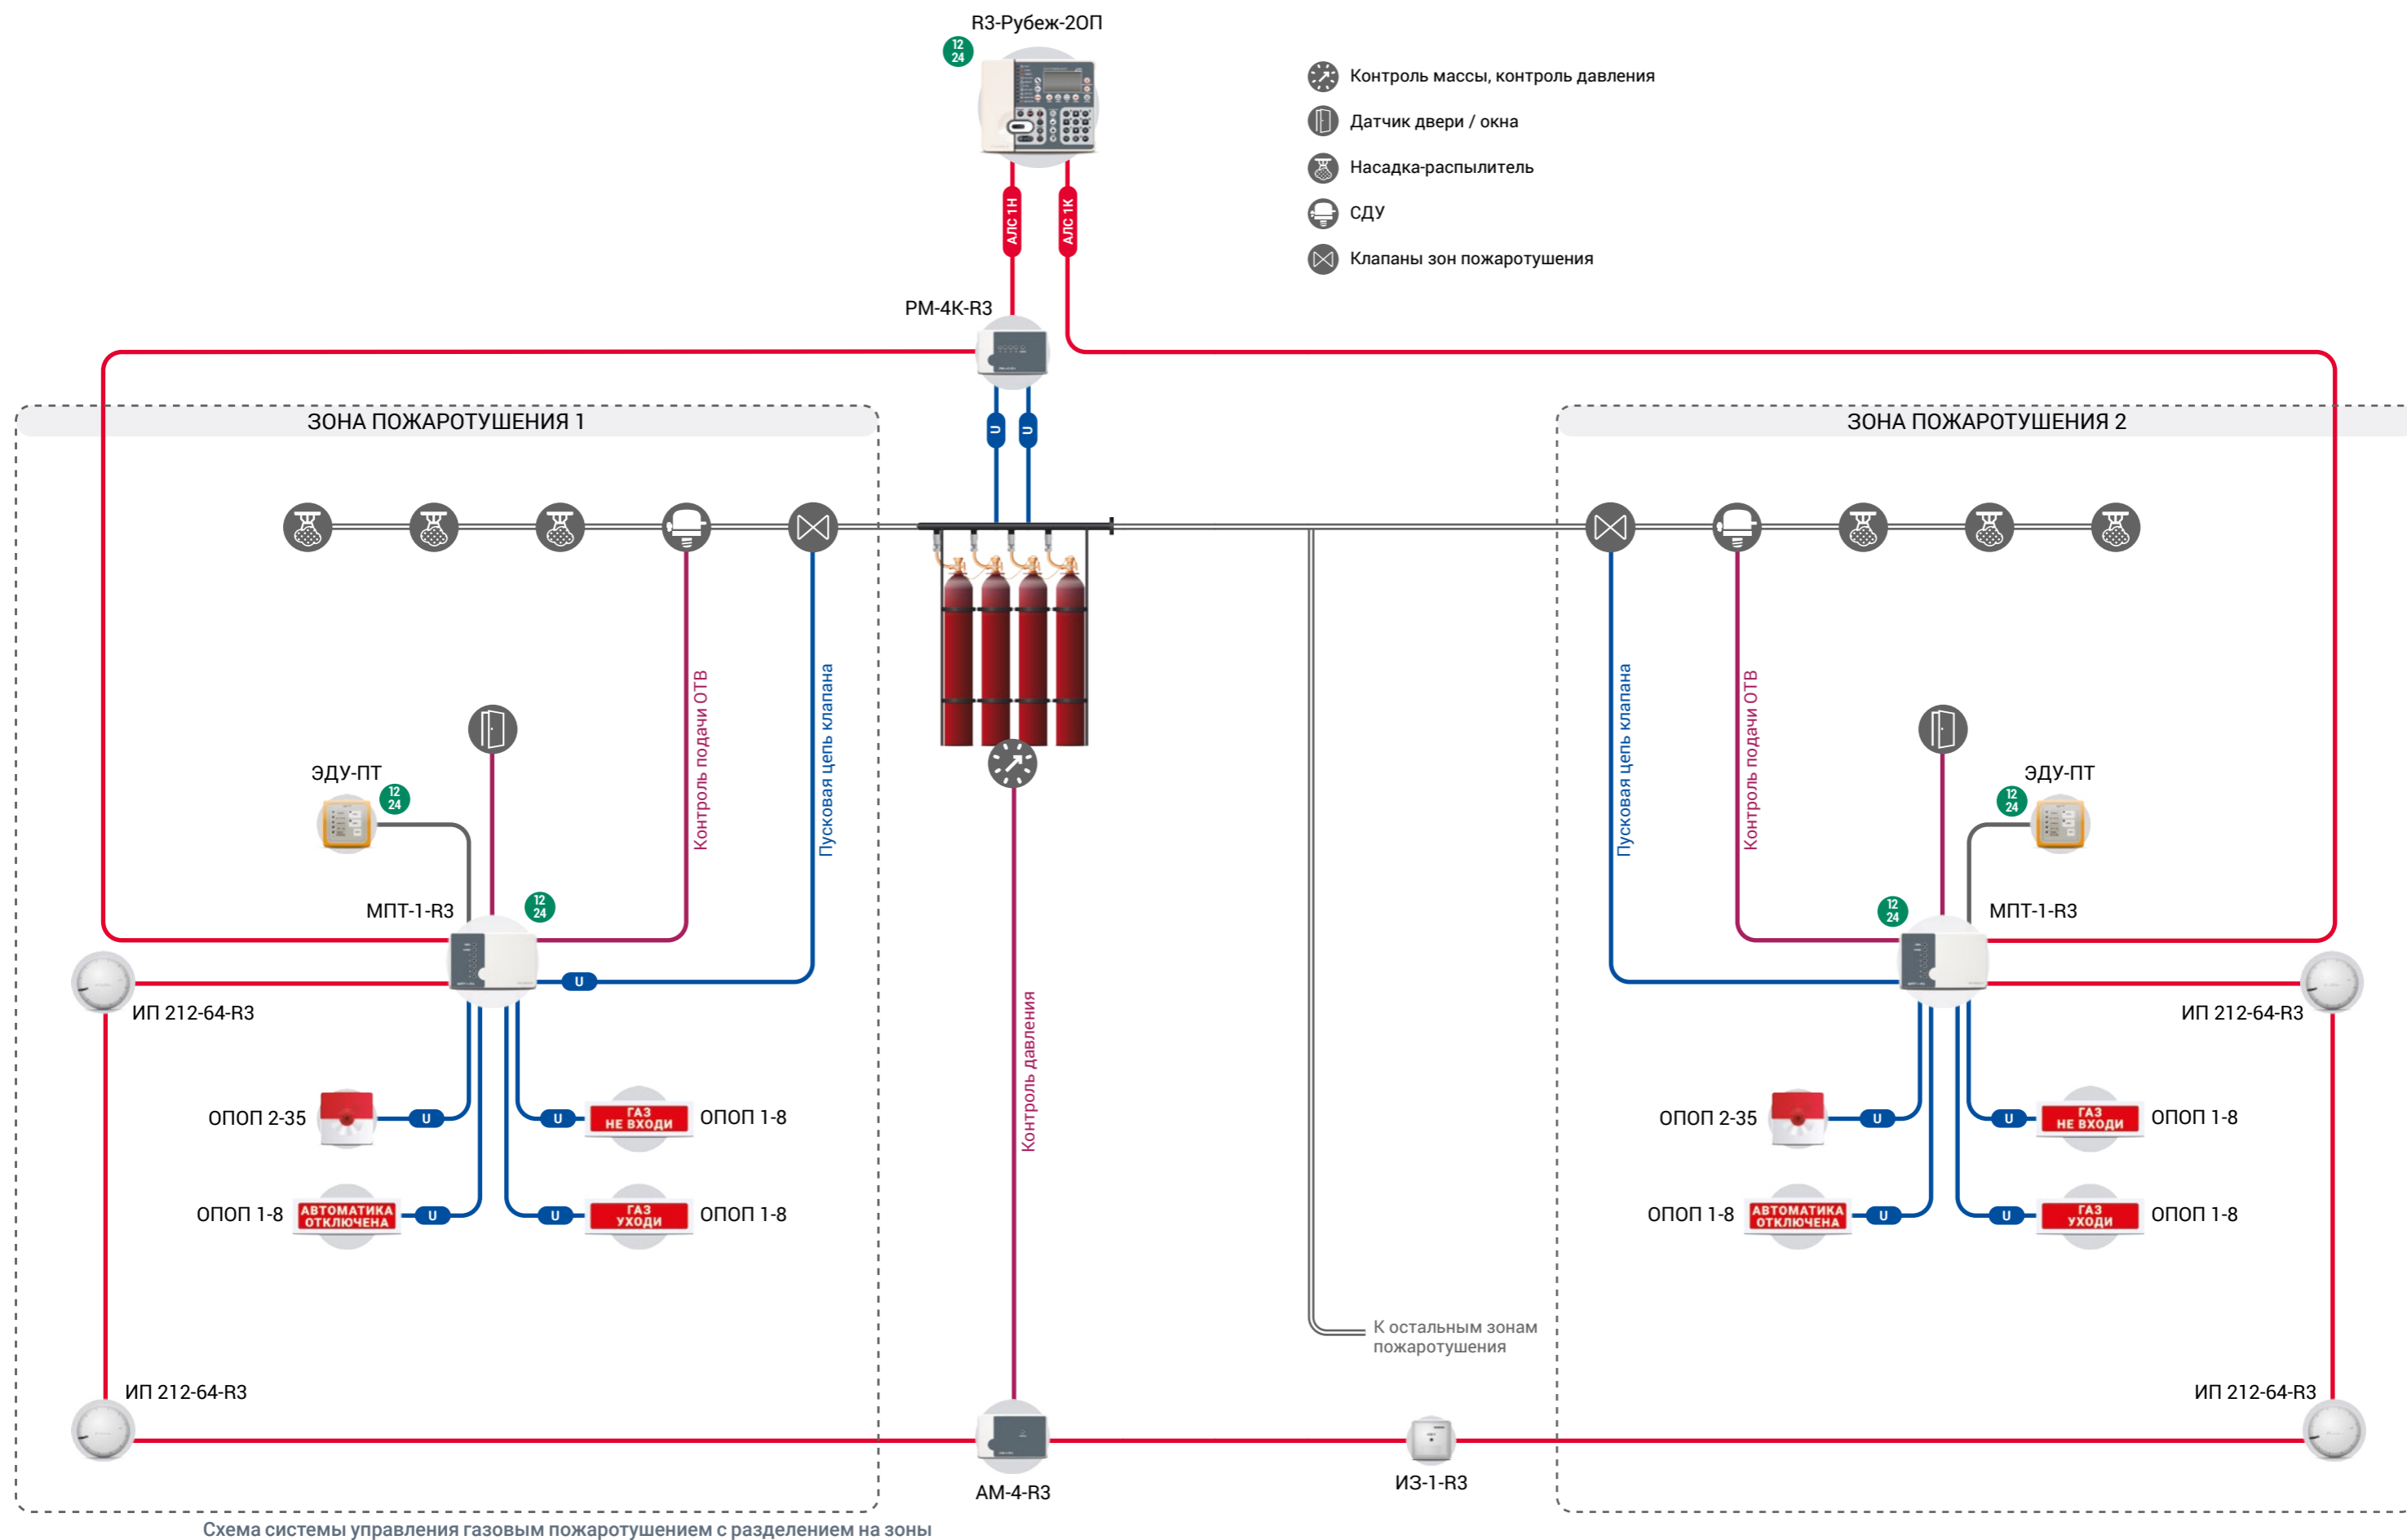 R3-Рубеж-2ОП
12
24
Контроль массы, контроль давления
Датчик двери / окна
Насадка-распылитель
СДУ
Клапаны зон пожаротушения
АЛС 1Н
АЛС 1К
РМ-4К-R3
U
U
ЗОНА ПОЖАРОТУШЕНИЯ 1
Контроль подачи ОТВ
Пусковая цепь клапана
ЭДУ-ПТ
12
24
МПТ-1-R3
12
24
U
ИП 212-64-R3
ОПОП 2-35
U
U
ГАЗ
НЕ ВХОДИ
ОПОП 1-8
ОПОП 1-8
АВТОМАТИКА
ОТКЛЮЧЕНА
U
U
ГАЗ
УХОДИ
ОПОП 1-8
ИП 212-64-R3
Контроль давления
АМ-4-R3
К остальным зонам
пожаротушения
ИЗ-1-R3
ЗОНА ПОЖАРОТУШЕНИЯ 2
Пусковая цепь клапана
Контроль подачи ОТВ
ЭДУ-ПТ
12
24
12
24
МПТ-1-R3
ИП 212-64-R3
ОПОП 2-35
U
U
ГАЗ
НЕ ВХОДИ
ОПОП 1-8
ОПОП 1-8
АВТОМАТИКА
ОТКЛЮЧЕНА
U
U
ГАЗ
УХОДИ
ОПОП 1-8
ИП 212-64-R3
Схема системы управления газовым пожаротушением с разделением на зоны